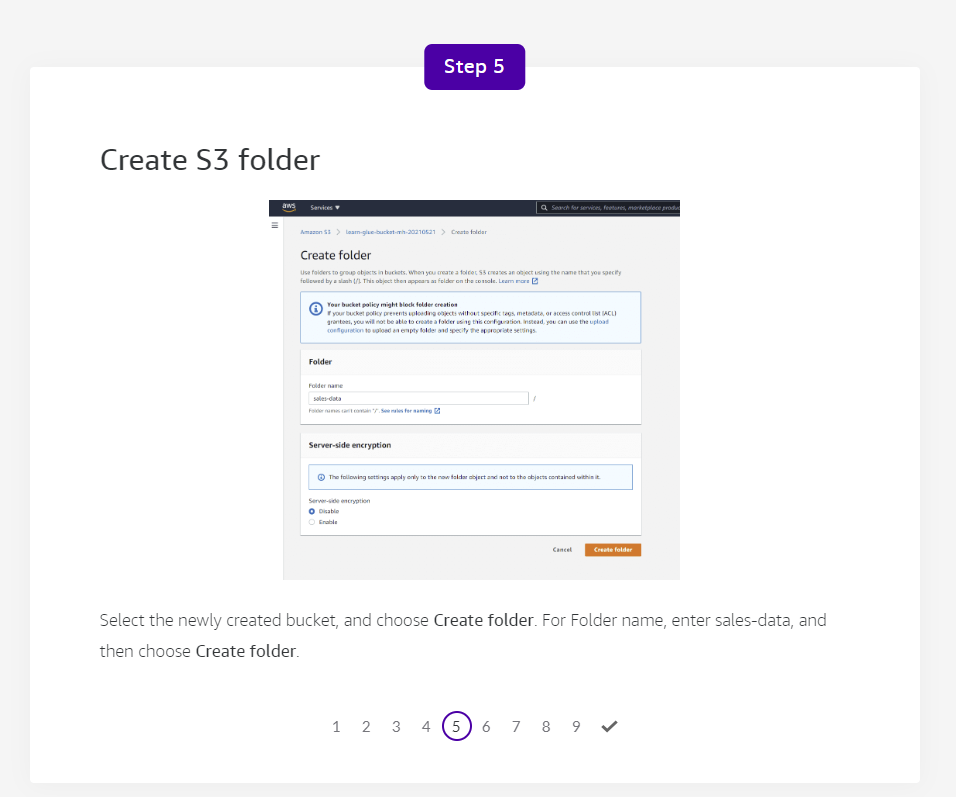 Step 5
Create S3 folder
aws
Services ▼
Search for services, features, marketplace produc
Amazon S3 > learn-glue-bucket-mh-20210521 > Create folder
Create folder
Use folders to group objects in buckets. When you create a folder, S3 creates an object using the name that you specify
followed by a slash (/). This object then appears as folder on the console. Learn more
Your bucket policy might block folder creation
If your bucket policy prevents uploading objects without specific tags, metadata, or access control list (ACL)
grantees, you will not be able to create a folder using this configuration. Instead, you can use the upload
configuration to upload an empty folder and specify the appropriate settings.
Folder
Folder name
sales-data
/
Folder names can't contain "/". See rules for naming
Server-side encryption
The following settings apply only to the new folder object and not to the objects contained within it.
Server-side encryption
Disable
Enable
Cancel
Create folder
Select the newly created bucket, and choose Create folder. For Folder name, enter sales-data, and
then choose Create folder.
1 2 3 4 5 6 7 8 9